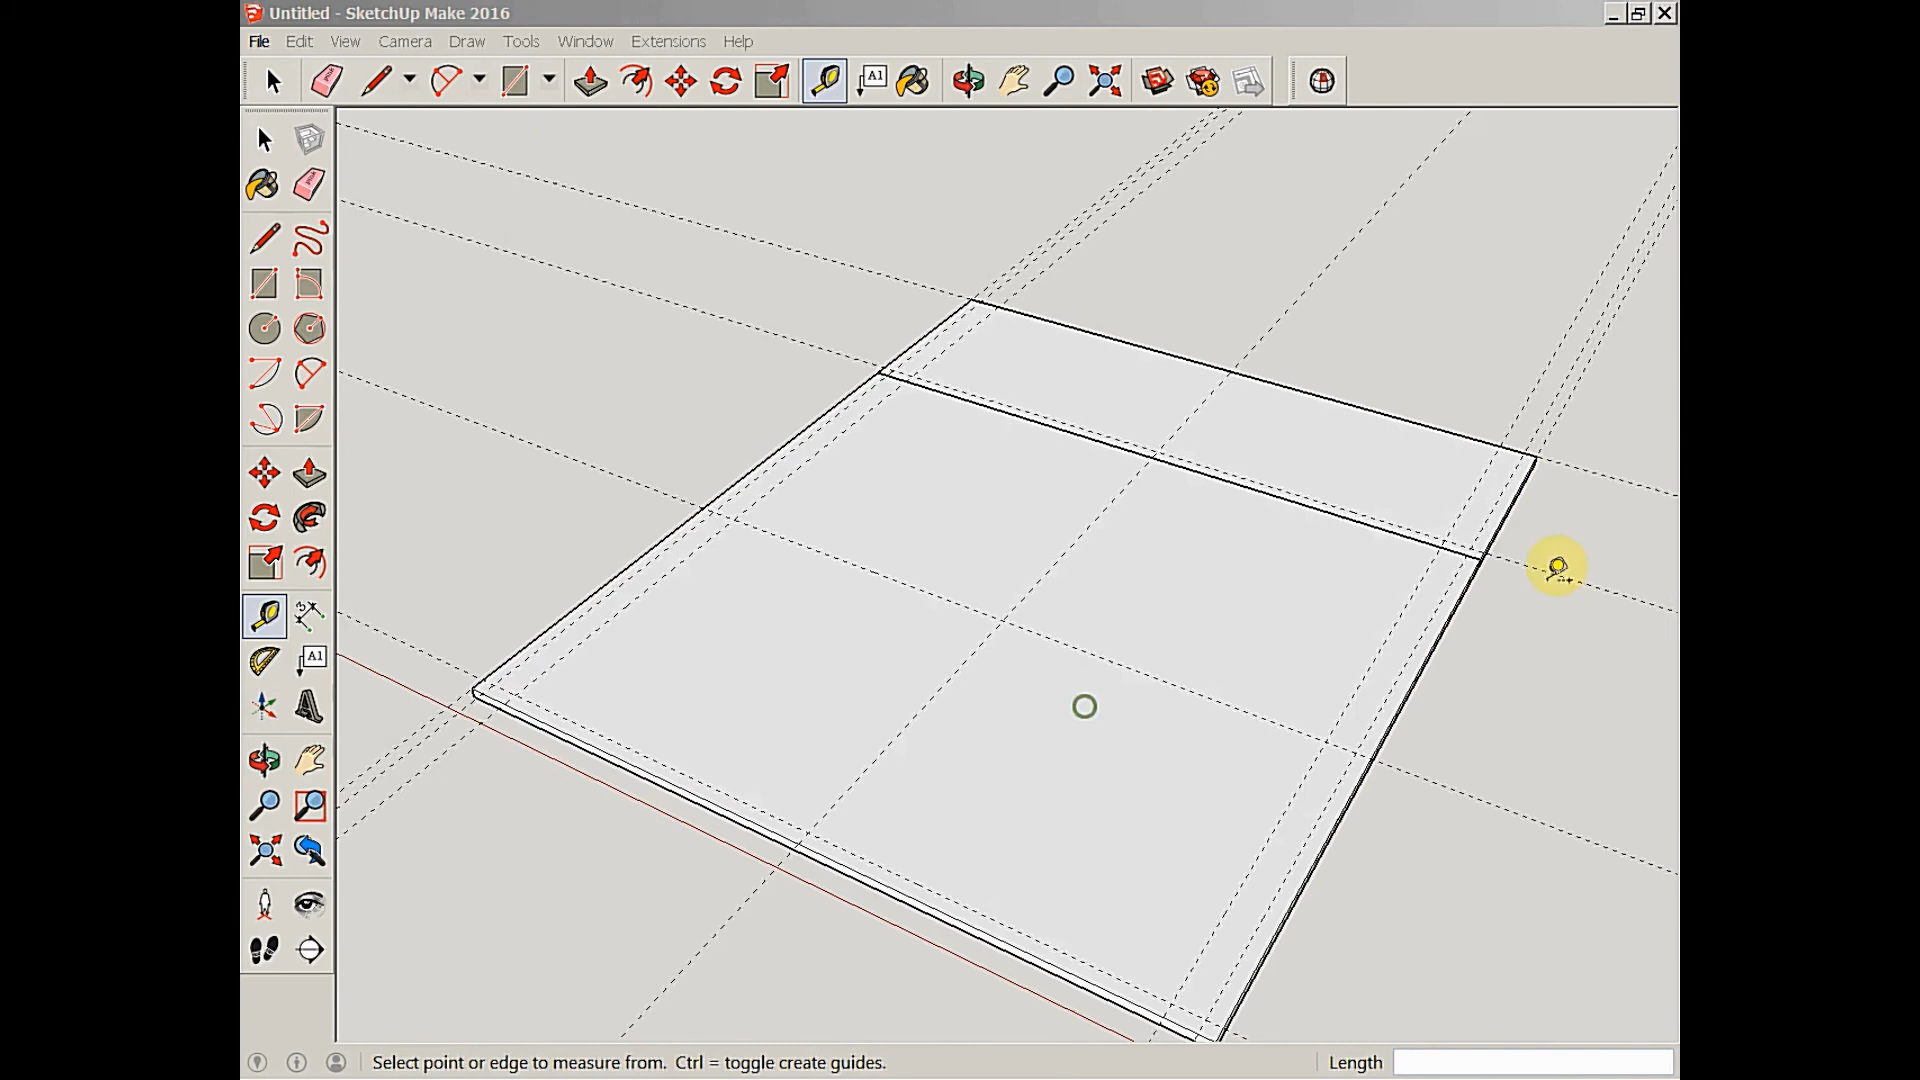 Untitled - SketchUp Make 2016
File Edit View Camera Draw Tools Window Extensions Help
A1
A1
Select point or edge to measure from. Ctrl = toggle create guides.
Length